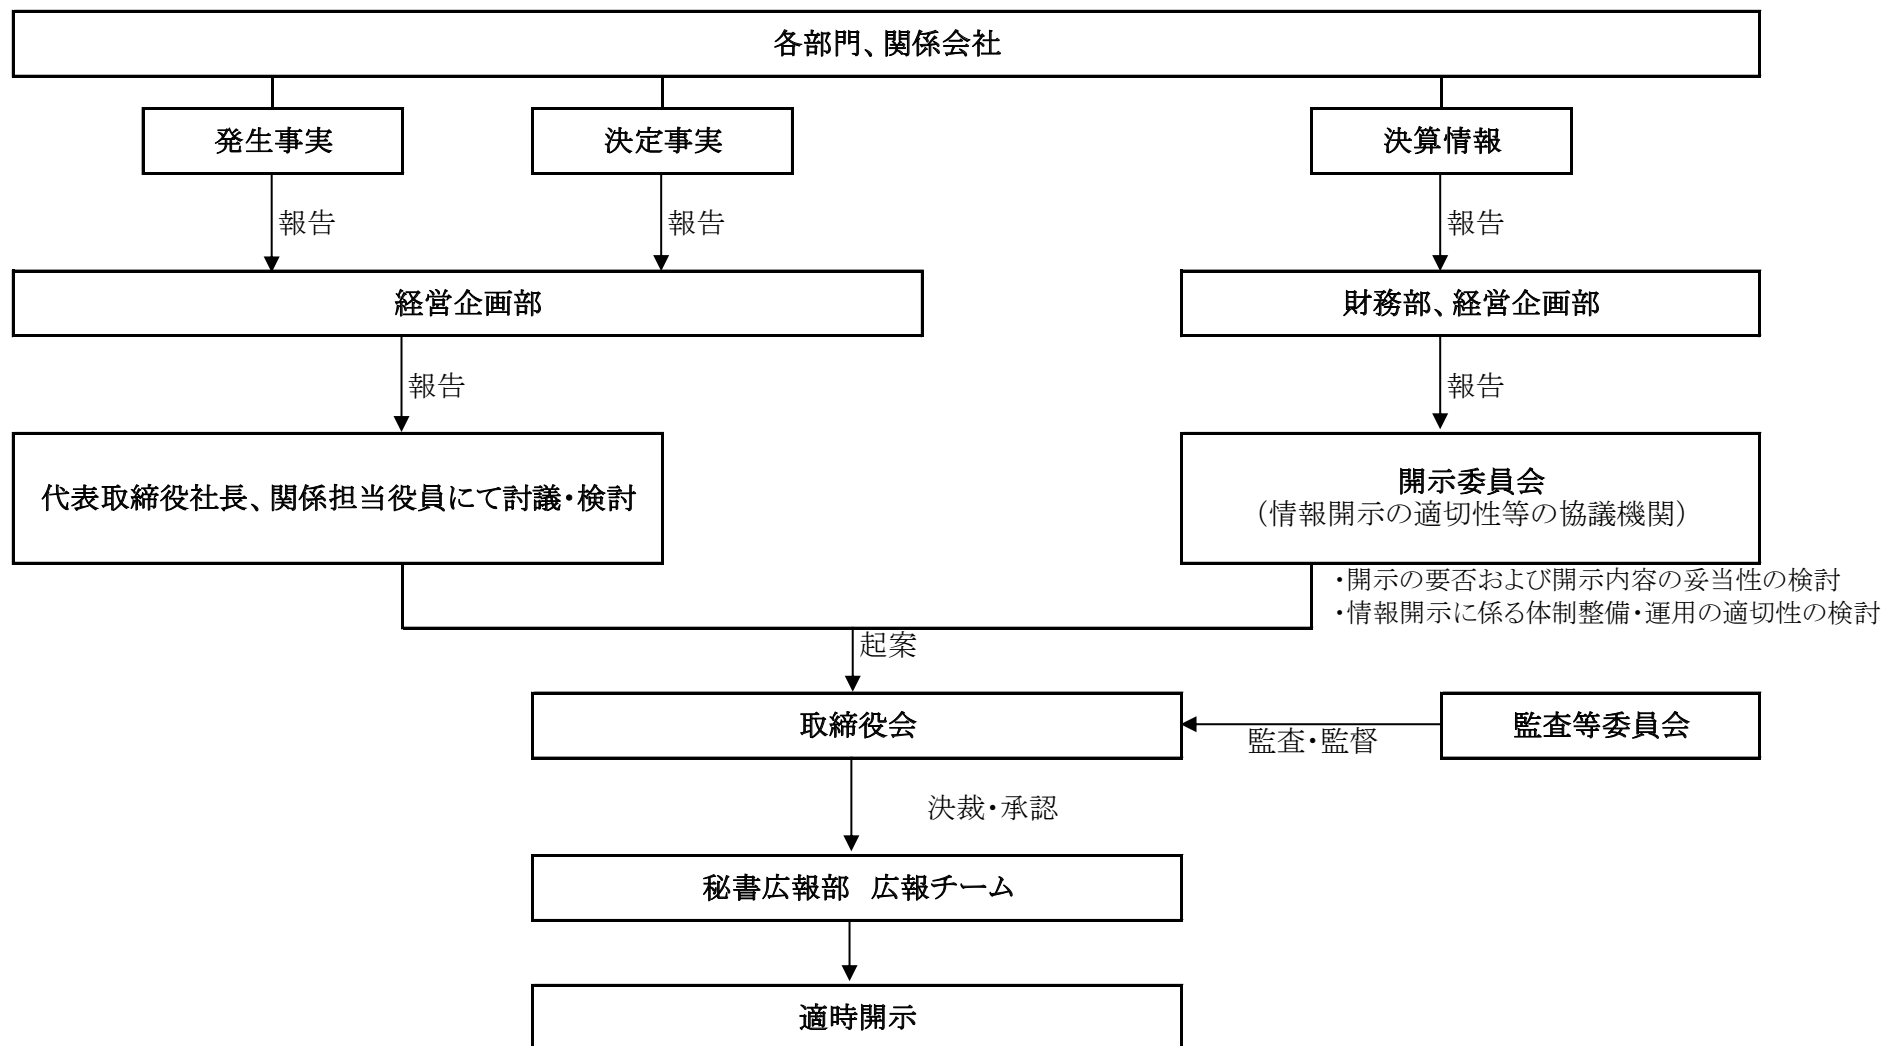 各部門、関係会社
発生事実
決定事実
決算情報
報告
報告
報告
経営企画部
財務部、経営企画部
報告
報告
代表取締役社長、関係担当役員にて討議・検討
開示委員会
（情報開示の適切性等の協議機関）
・開示の要否および開示内容の妥当性の検討
・情報開示に係る体制整備・運用の適切性の検討
起案
取締役会
監査・監督
監査等委員会
決裁・承認
秘書広報部　広報チーム
適時開示